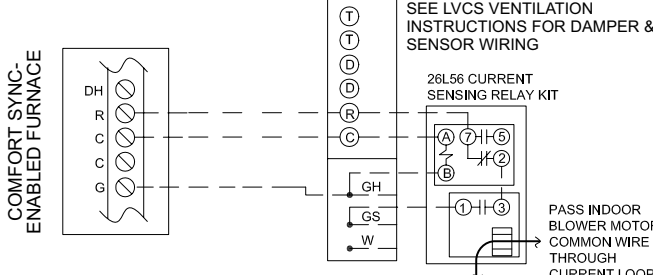 SEE LVCS VENTILATION
INSTRUCTIONS FOR DAMPER &
SENSOR WIRING
COMFORT SYNC-
ENABLED FURNACE
DH
R
C
C
G
T
T
D
D
R
C
GH
GS
W
26L56 CURRENT
SENSING RELAY KIT
A 7 5
2
B
1 3
PASS INDOOR
BLOWER MOTOR
COMMON WIRE
THROUGH
CURRENT LOOP